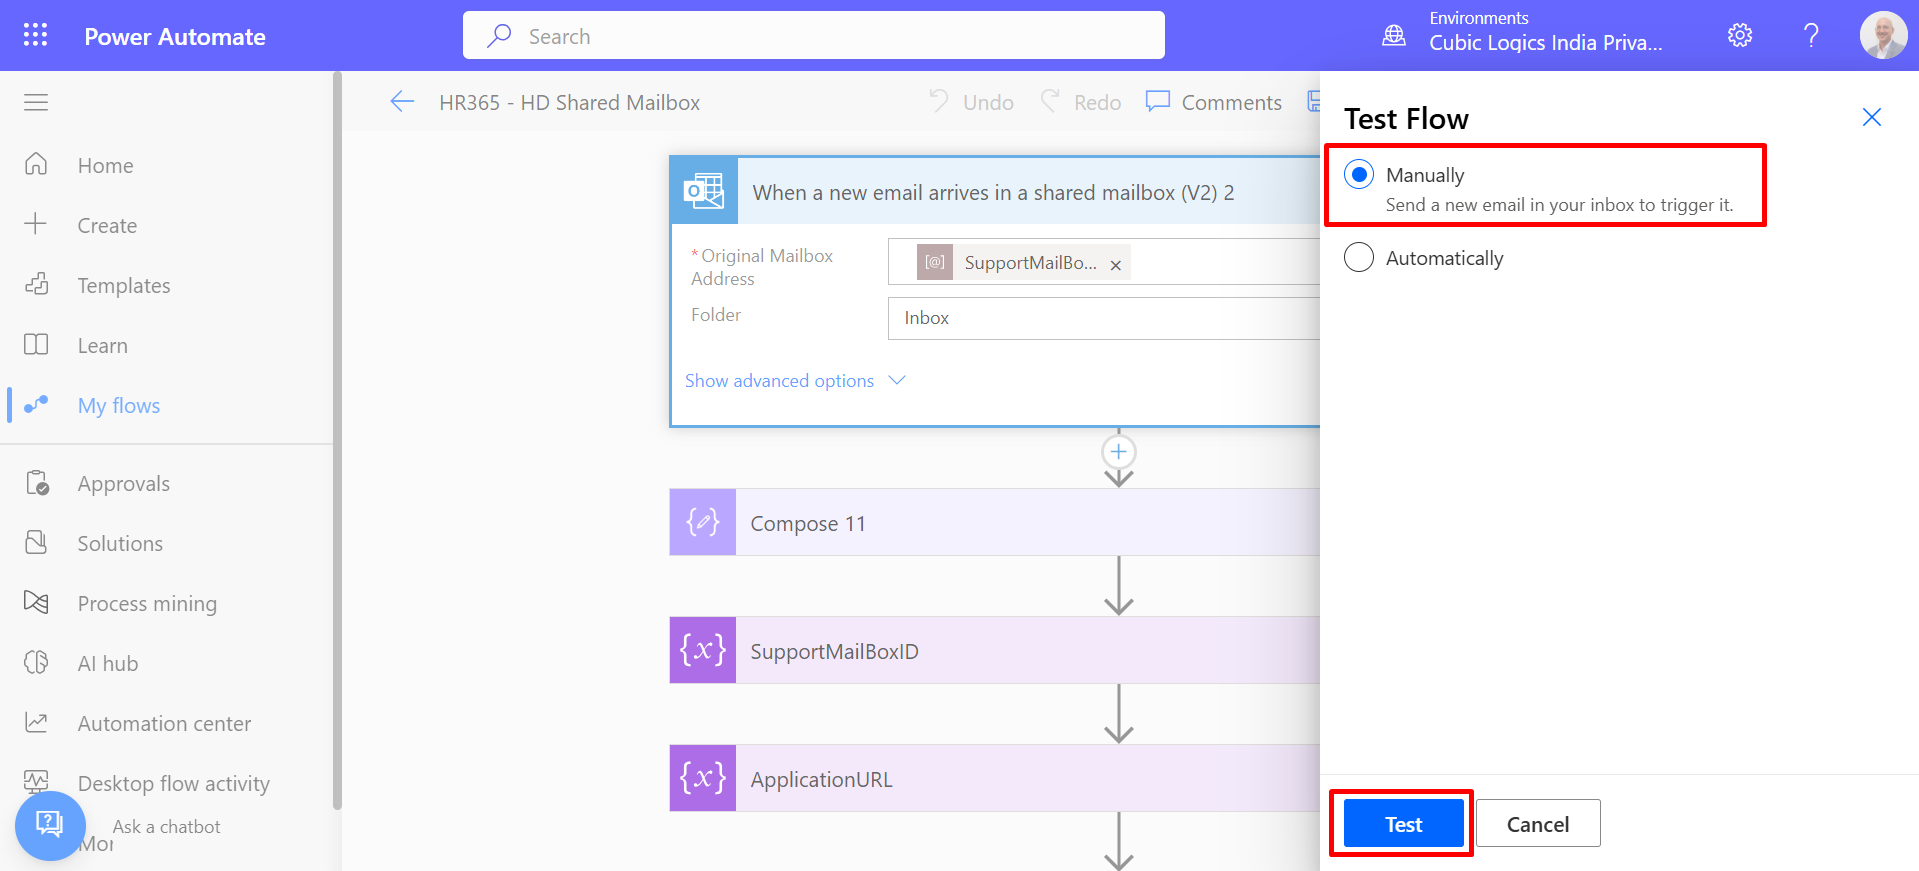 Power Automate
Search
Environments
Cubic Logics India Priva...
HR365 - HD Shared Mailbox
Undo
Redo
Comments
Home
Create
Templates
Learn
My flows
Approvals
Solutions
Process mining
AI hub
Automation center
Desktop flow activity
Ask a chatbot
When a new email arrives in a shared mailbox (V2) 2
*Original Mailbox
Address
[@] SupportMailBo... ×
Folder
Inbox
Show advanced options
Compose 11
{x} SupportMailBoxID
{x} ApplicationURL
Test Flow
Manually
Send a new email in your inbox to trigger it.
Automatically
Test
Cancel